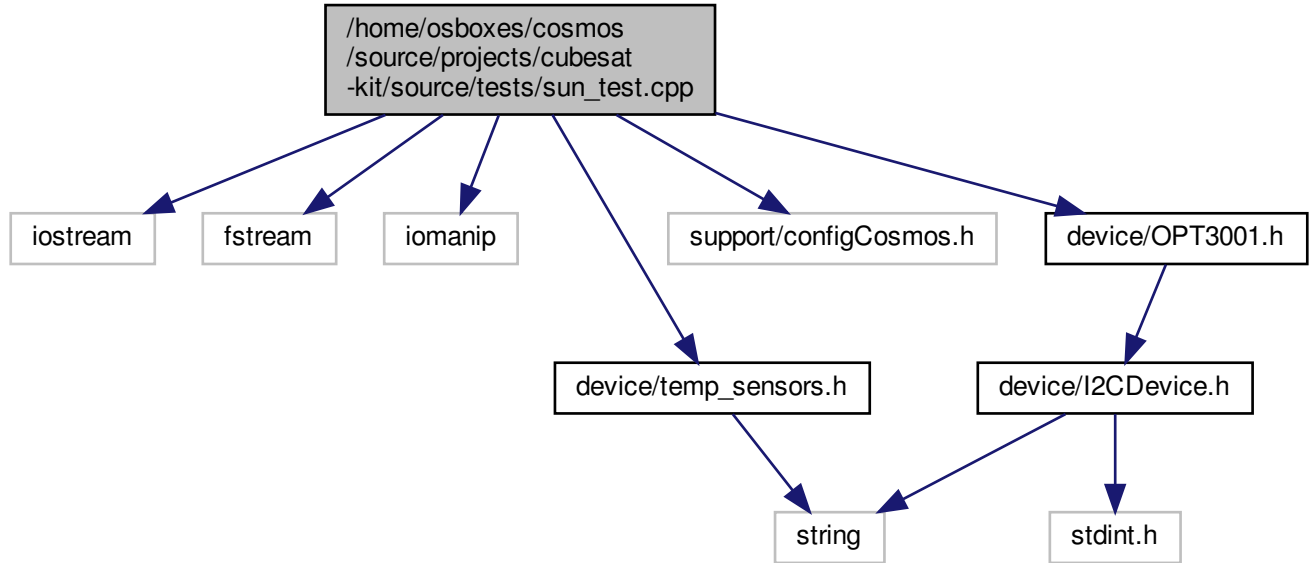 /home/osboxes/cosmos
/source/projects/cubesat
-kit/source/tests/sun_test.cpp
iostream
fstream
iomanip
support/configCosmos.h
device/OPT3001.h
device/temp_sensors.h
device/I2CDevice.h
string
stdint.h